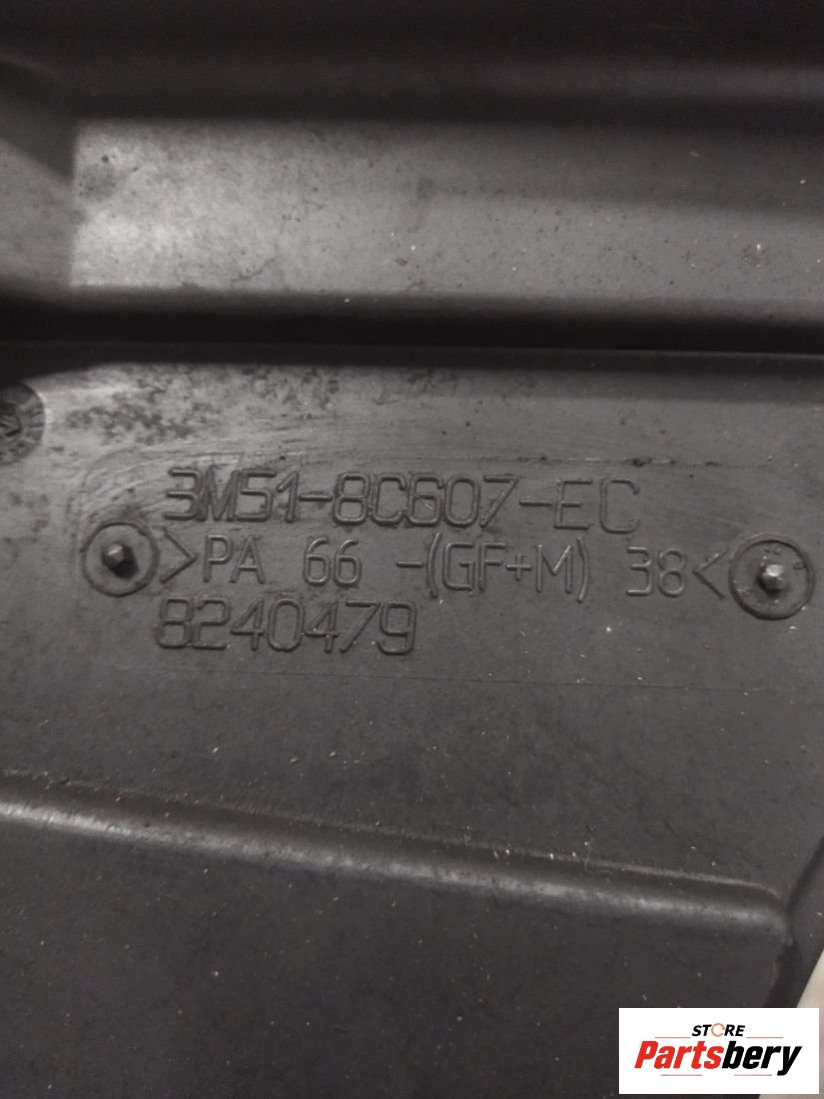 3M51-8C607-EC
>PA 66 -(GF+M) 38<
8240479
STORE
Partsbery